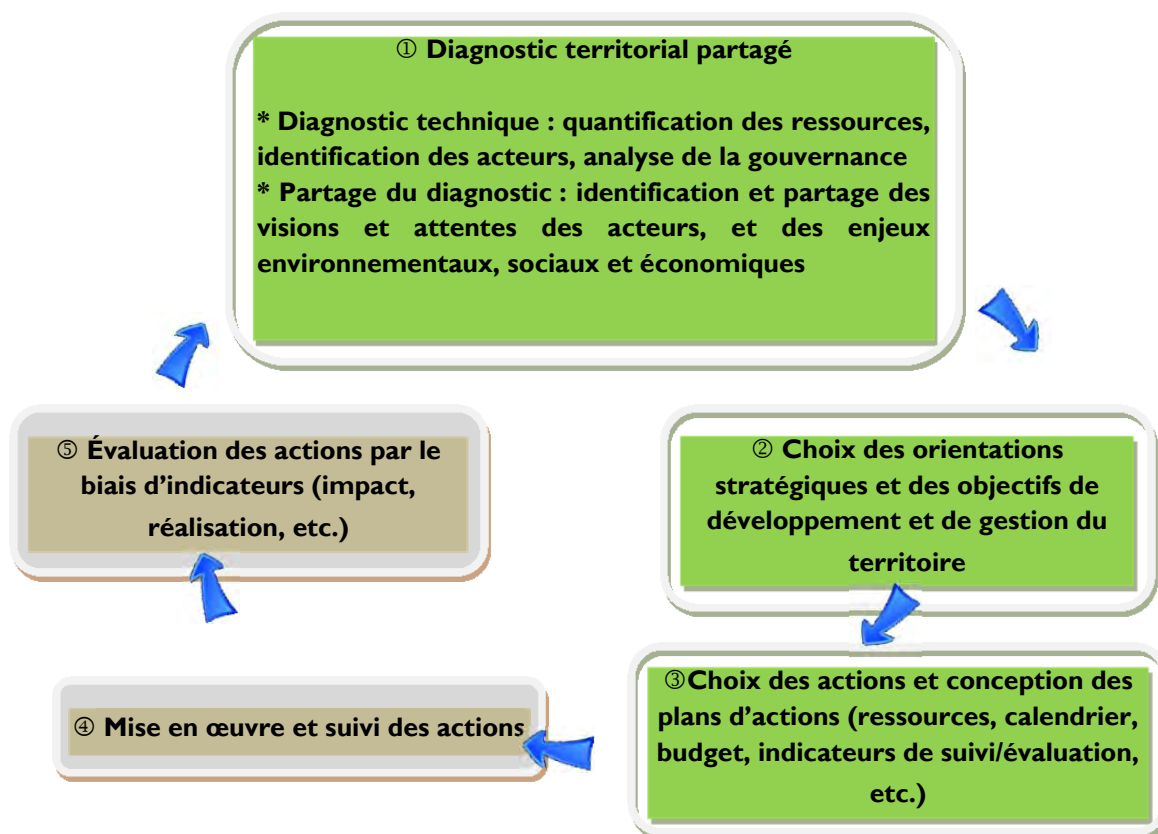 ① Diagnostic territorial partagé
* Diagnostic technique : quantification des ressources,
identification des acteurs, analyse de la gouvernance
* Partage du diagnostic : identification et partage des
visions et attentes des acteurs, et des enjeux
environnementaux, sociaux et économiques
② Choix des orientations
stratégiques et des objectifs de
développement et de gestion du
territoire
③Choix des actions et conception des
plans d’actions (ressources, calendrier,
budget, indicateurs de suivi/évaluation,
etc.)
④ Mise en œuvre et suivi des actions
⑤ Évaluation des actions par le
biais d’indicateurs (impact,
réalisation, etc.)